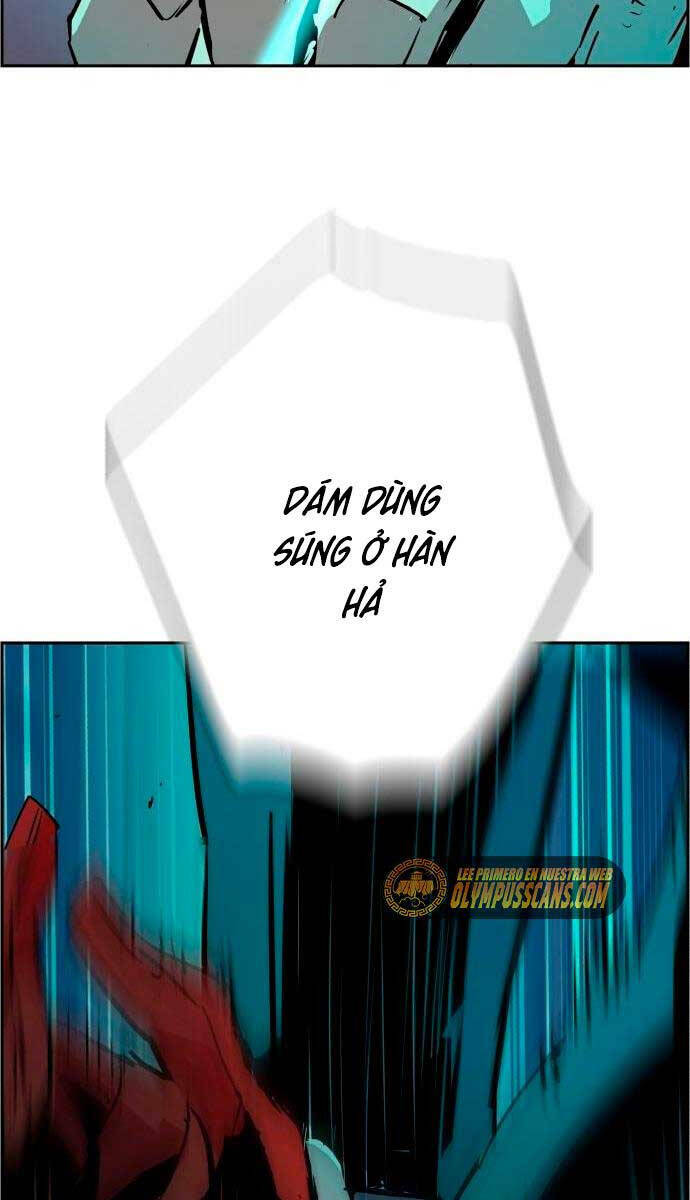 DÁM DÙNG
SÚNG Ở HÀN
HẢ
LEE PRIMERO EN NUESTRA WEB
OLYMPUSSCANS.COM